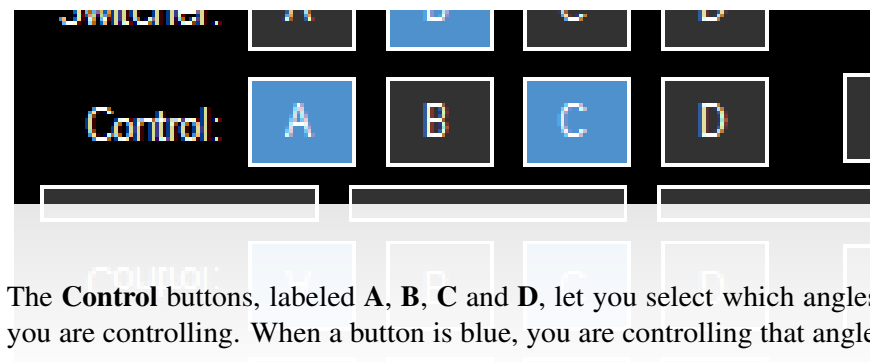 Switcher: A B C D
Control: A B C D
The Control buttons, labeled A, B, C and D, let you select which angles
you are controlling. When a button is blue, you are controlling that angle